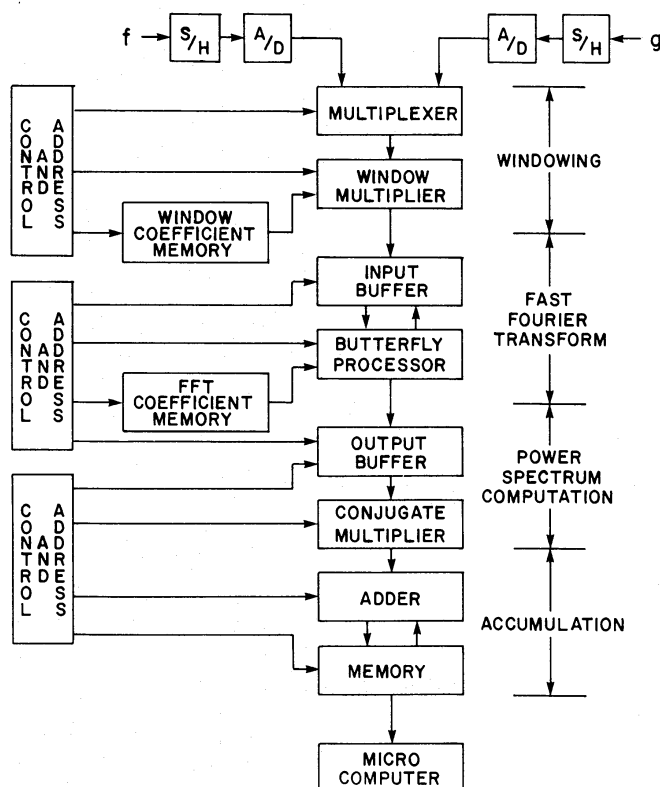 f
S/H
A/D
A/D
S/H
g
MULTIPLEXER
CONTROL
AND
ADDRESS
WINDOW
MULTIPLIER
WINDOWING
WINDOW
COEFFICIENT
MEMORY
INPUT
BUFFER
CONTROL
AND
ADDRESS
BUTTERFLY
PROCESSOR
FAST
FOURIER
TRANSFORM
FFT
COEFFICIENT
MEMORY
OUTPUT
BUFFER
POWER
SPECTRUM
COMPUTATION
CONTROL
AND
ADDRESS
CONJUGATE
MULTIPLIER
ADDER
ACCUMULATION
MEMORY
MICRO
COMPUTER